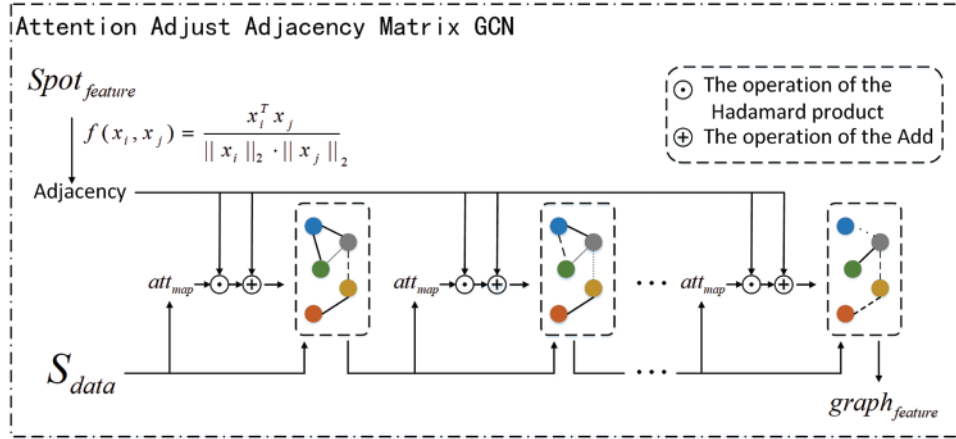 Attention Adjust Adjacency Matrix GCN
Spot_feature
f(x_i, x_j) = x_i^T x_j / || x_i ||_2 · || x_j ||_2
⊙ The operation of the
Hadamard product
⊕ The operation of the Add
Adjacency
att_map ⊙ ⊕ att_map ⊙ ⊕ ··· att_map ⊙ ⊕
S_data ···
graph_feature